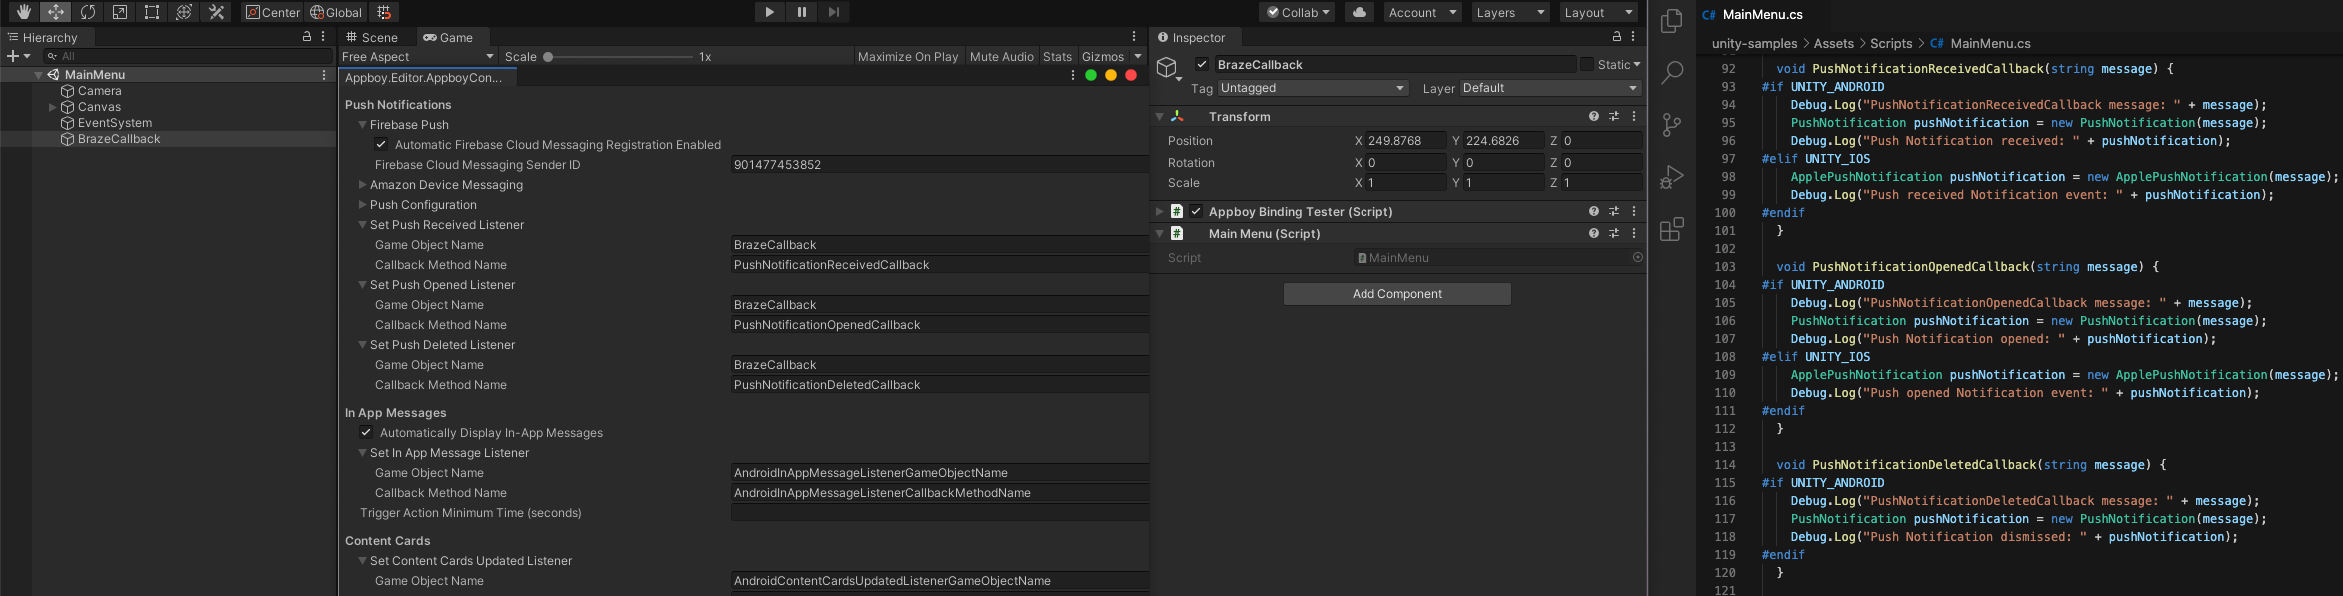 Center
Global
Collab
Account
Layers
Layout
Hierarchy
All
MainMenu
Camera
Canvas
EventSystem
BrazeCallback
Scene
Game
Free Aspect
Scale
1x
Maximize On Play
Mute Audio
Stats
Gizmos
Appboy.Editor.AppboyCon...
Push Notifications
Firebase Push
Automatic Firebase Cloud Messaging Registration Enabled
Firebase Cloud Messaging Sender ID
901477453852
Amazon Device Messaging
Push Configuration
Set Push Received Listener
Game Object Name
BrazeCallback
Callback Method Name
PushNotificationReceivedCallback
Set Push Opened Listener
Game Object Name
BrazeCallback
Callback Method Name
PushNotificationOpenedCallback
Set Push Deleted Listener
Game Object Name
BrazeCallback
Callback Method Name
PushNotificationDeletedCallback
In App Messages
Automatically Display In-App Messages
Set In App Message Listener
Game Object Name
AndroidInAppMessageListenerGameObjectName
Callback Method Name
AndroidInAppMessageListenerCallbackMethodName
Trigger Action Minimum Time (seconds)
Content Cards
Set Content Cards Updated Listener
Game Object Name
AndroidContentCardsUpdatedListenerGameObjectName
Inspector
BrazeCallback
Static
Tag Untagged
Layer Default
Transform
Position X 249.8768 Y 224.6826 Z 0
Rotation X 0 Y 0 Z 0
Scale X 1 Y 1 Z 1
# Appboy Binding Tester (Script)
# Main Menu (Script)
Script
MainMenu
Add Component
C# MainMenu.cs
unity-samples > Assets > Scripts > C# MainMenu.cs
92 void PushNotificationReceivedCallback(string message) {
93 #if UNITY_ANDROID
94 Debug.Log("PushNotificationReceivedCallback message: " + message);
95 PushNotification pushNotification = new PushNotification(message);
96 Debug.Log("Push Notification received: " + pushNotification);
97 #elif UNITY_IOS
98 ApplePushNotification pushNotification = new ApplePushNotification(message);
99 Debug.Log("Push received Notification event: " + pushNotification);
100 #endif
101 }
102
103 void PushNotificationOpenedCallback(string message) {
104 #if UNITY_ANDROID
105 Debug.Log("PushNotificationOpenedCallback message: " + message);
106 PushNotification pushNotification = new PushNotification(message);
107 Debug.Log("Push Notification opened: " + pushNotification);
108 #elif UNITY_IOS
109 ApplePushNotification pushNotification = new ApplePushNotification(message);
110 Debug.Log("Push opened Notification event: " + pushNotification);
111 #endif
112 }
113
114 void PushNotificationDeletedCallback(string message) {
115 #if UNITY_ANDROID
116 Debug.Log("PushNotificationDeletedCallback message: " + message);
117 PushNotification pushNotification = new PushNotification(message);
118 Debug.Log("Push Notification dismissed: " + pushNotification);
119 #endif
120 }
121